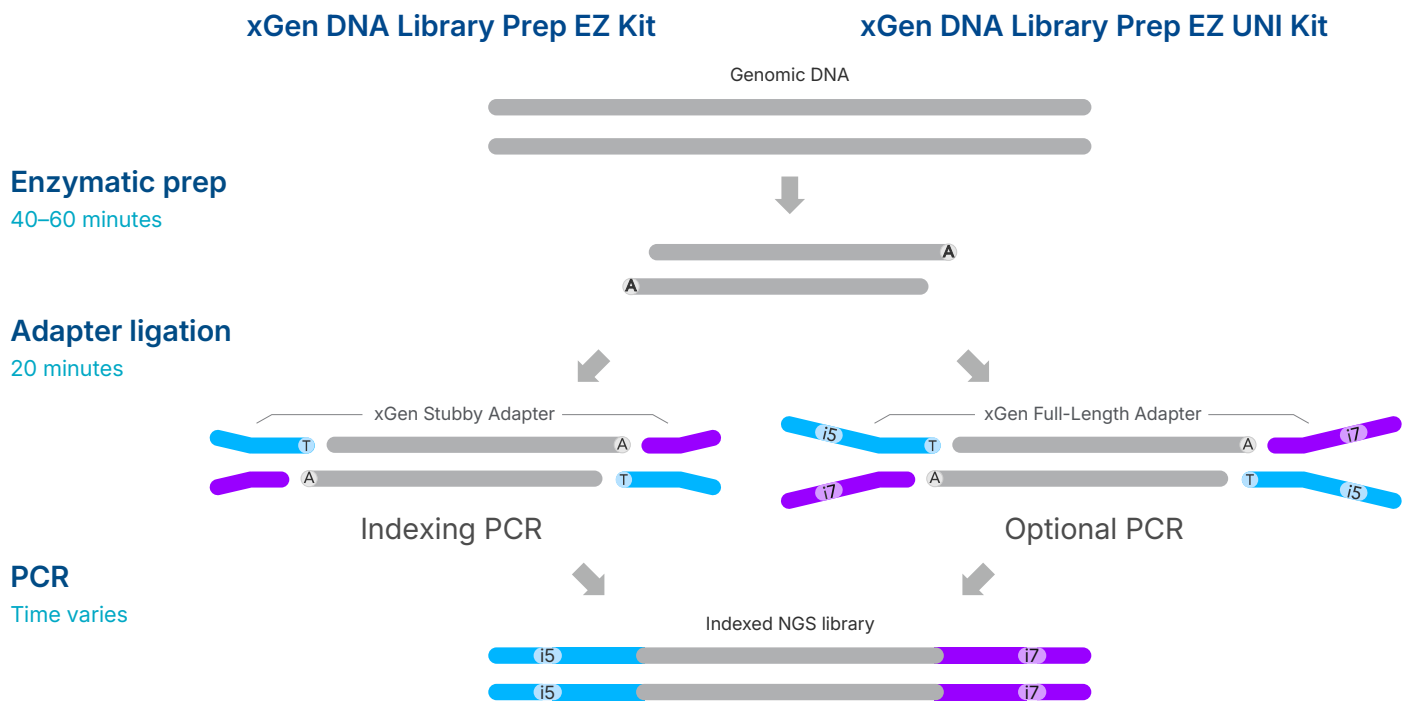 xGen DNA Library Prep EZ Kit
xGen DNA Library Prep EZ UNI Kit
Genomic DNA
Enzymatic prep
40–60 minutes
A
A
Adapter ligation
20 minutes
xGen Stubby Adapter
T
A
A
T
Indexing PCR
xGen Full-Length Adapter
i5
T
A
i7
i7
A
T
i5
Optional PCR
PCR
Time varies
Indexed NGS library
i5
i7
i5
i7